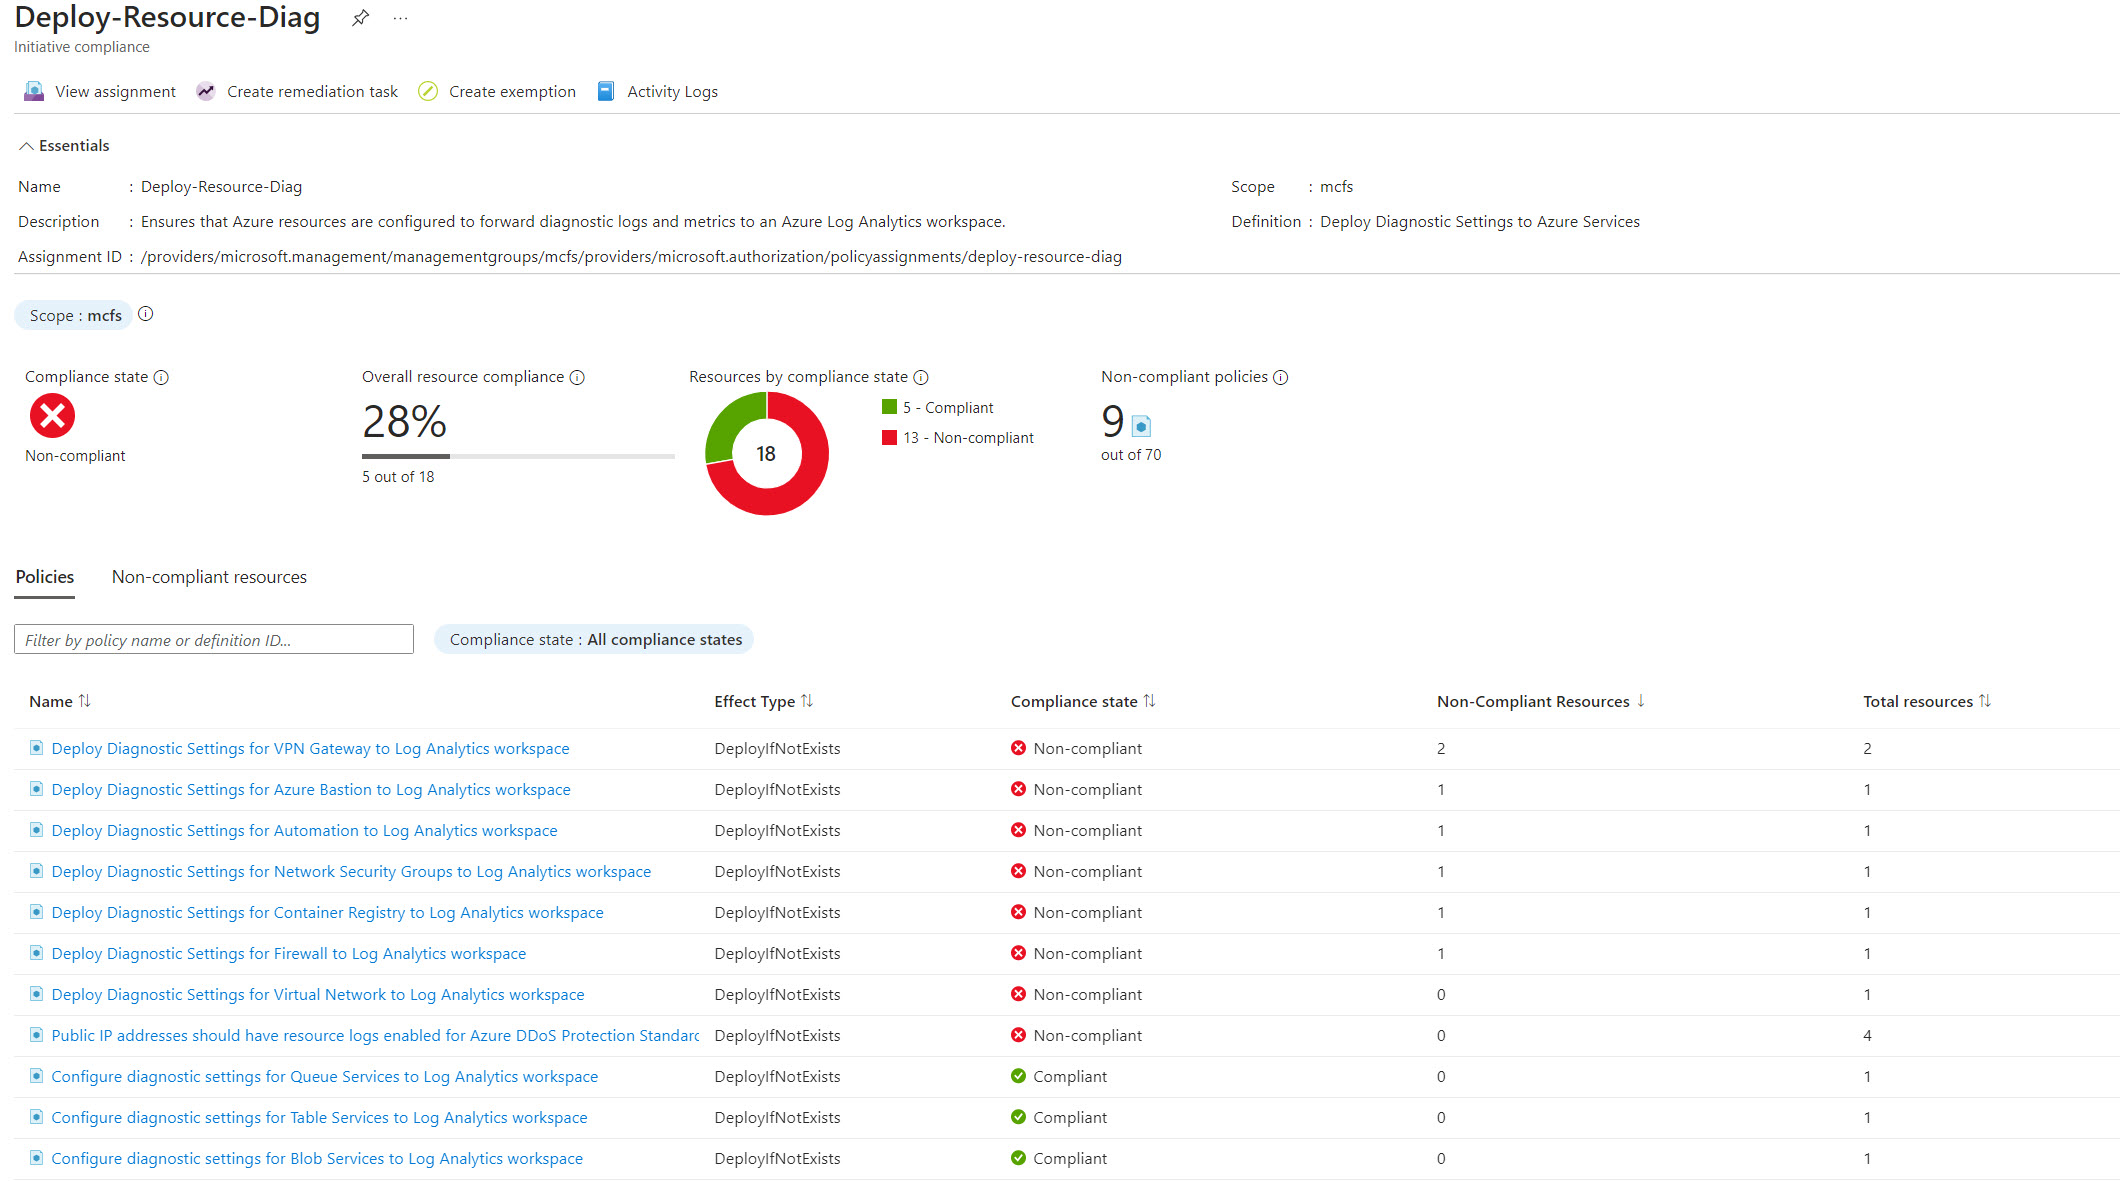 Deploy-Resource-Diag ...
Initiative compliance
View assignment Create remediation task Create exemption Activity Logs
Essentials
Name : Deploy-Resource-Diag Scope : mcfs
Description : Ensures that Azure resources are configured to forward diagnostic logs and metrics to an Azure Log Analytics workspace. Definition : Deploy Diagnostic Settings to Azure Services
Assignment ID : /providers/microsoft.management/managementgroups/mcfs/providers/microsoft.authorization/policyassignments/deploy-resource-diag
Scope : mcfs
Compliance state Overall resource compliance Resources by compliance state Non-compliant policies
28% 5 - Compliant 9
18 13 - Non-compliant
Non-compliant 5 out of 18 out of 70
Policies Non-compliant resources
Filter by policy name or definition ID... Compliance state : All compliance states
Name Effect Type Compliance state Non-Compliant Resources Total resources
Deploy Diagnostic Settings for VPN Gateway to Log Analytics workspace DeployIfNotExists Non-compliant 2 2
Deploy Diagnostic Settings for Azure Bastion to Log Analytics workspace DeployIfNotExists Non-compliant 1 1
Deploy Diagnostic Settings for Automation to Log Analytics workspace DeployIfNotExists Non-compliant 1 1
Deploy Diagnostic Settings for Network Security Groups to Log Analytics workspace DeployIfNotExists Non-compliant 1 1
Deploy Diagnostic Settings for Container Registry to Log Analytics workspace DeployIfNotExists Non-compliant 1 1
Deploy Diagnostic Settings for Firewall to Log Analytics workspace DeployIfNotExists Non-compliant 1 1
Deploy Diagnostic Settings for Virtual Network to Log Analytics workspace DeployIfNotExists Non-compliant 0 1
Public IP addresses should have resource logs enabled for Azure DDoS Protection Standard DeployIfNotExists Non-compliant 0 4
Configure diagnostic settings for Queue Services to Log Analytics workspace DeployIfNotExists Compliant 0 1
Configure diagnostic settings for Table Services to Log Analytics workspace DeployIfNotExists Compliant 0 1
Configure diagnostic settings for Blob Services to Log Analytics workspace DeployIfNotExists Compliant 0 1